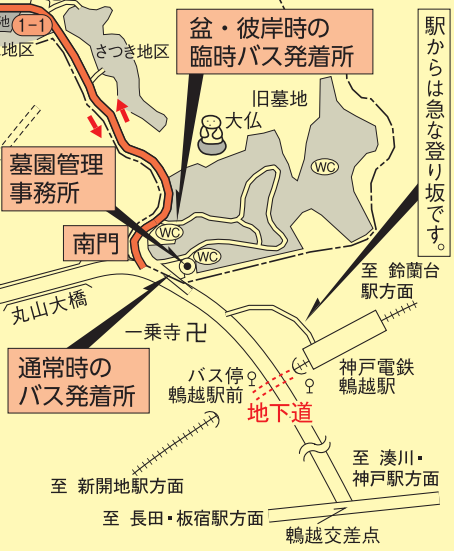 池
1-1
地区
さつき地区
盆・彼岸時の
臨時バス発着所
駅からは急な登り坂です。
旧墓地
大仏
WC
墓園管理
事務所
WC
南門
WC
至 鈴蘭台
駅方面
丸山大橋
一乗寺 卍
通常時の
バス発着所
バス停
鵯越駅前
神戸電鉄
鵯越駅
地下道
至 新開地駅方面
至 湊川・
神戸駅方面
至 長田・板宿駅方面
鵯越交差点